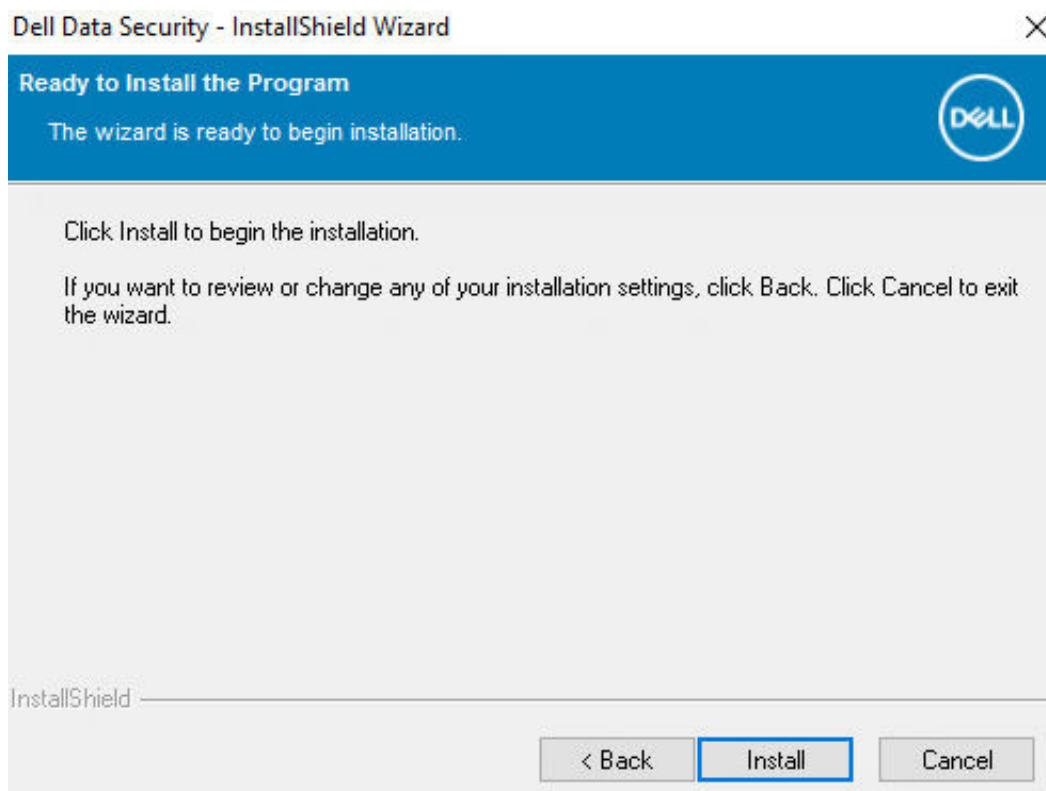 Dell Data Security - InstallShield Wizard
Ready to Install the Program
The wizard is ready to begin installation.
DELL
Click Install to begin the installation.
If you want to review or change any of your installation settings, click Back. Click Cancel to exit
the wizard.
InstallShield
< Back
Install
Cancel